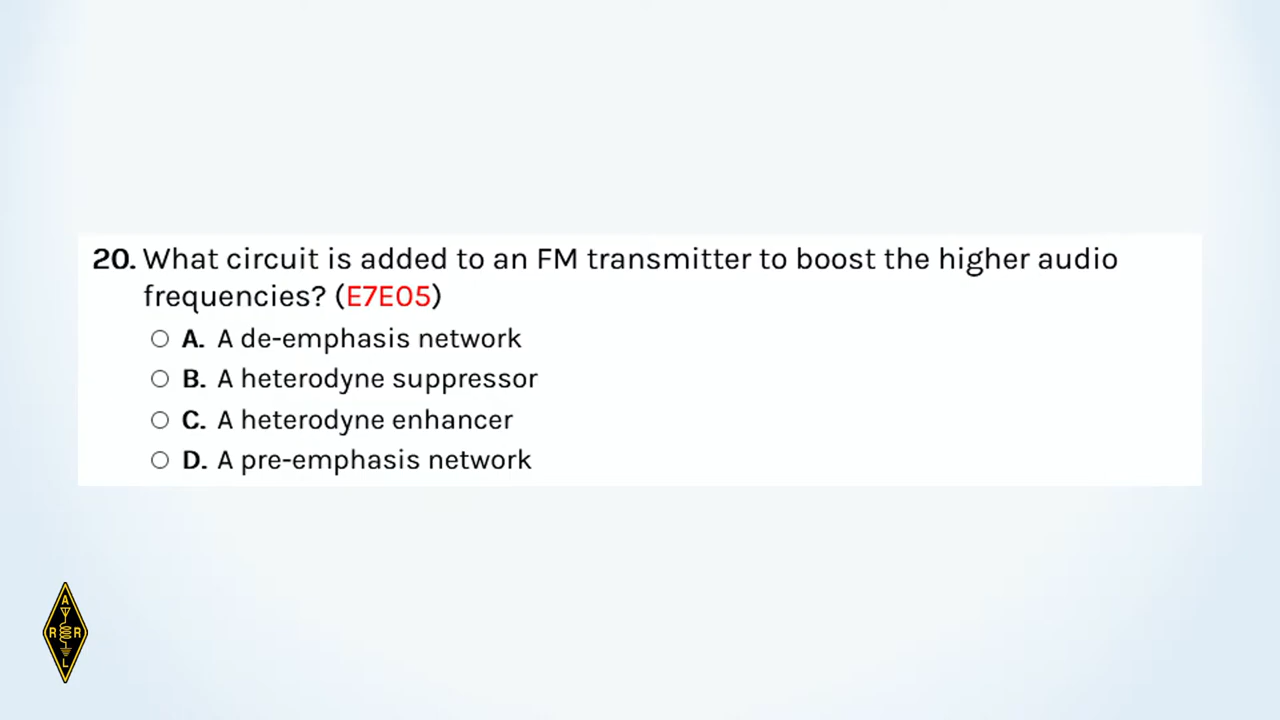 20. What circuit is added to an FM transmitter to boost the higher audio
frequencies? (E7E05)
A. A de-emphasis network
B. A heterodyne suppressor
C. A heterodyne enhancer
D. A pre-emphasis network
A
R R
L